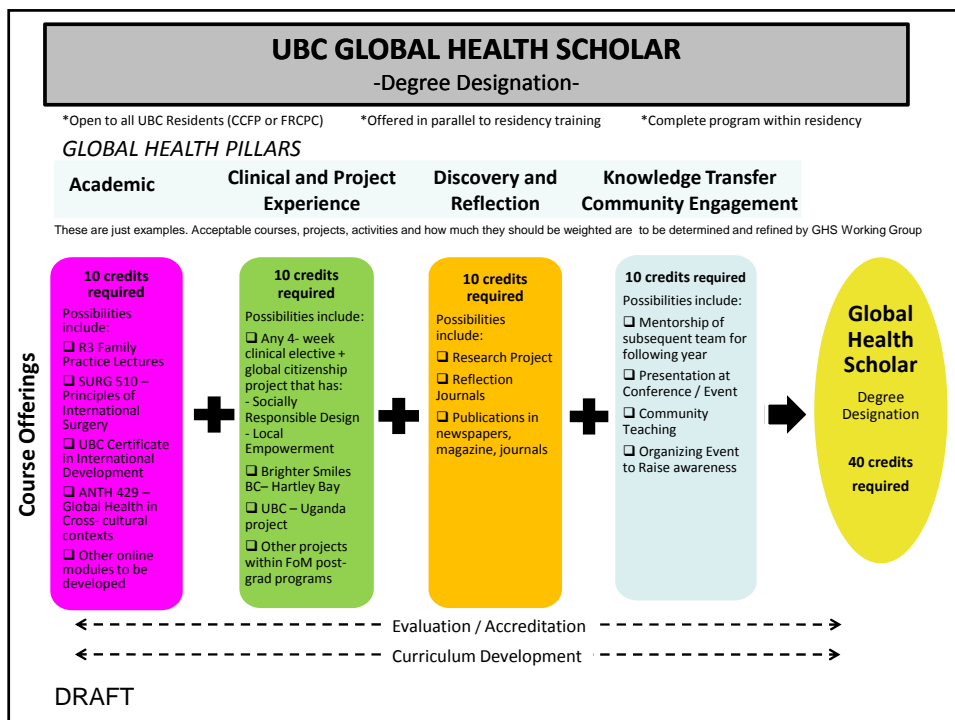 UBC GLOBAL HEALTH SCHOLAR
-Degree Designation-
*Open to all UBC Residents (CCFP or FRCPC)
*Offered in parallel to residency training
*Complete program within residency
GLOBAL HEALTH PILLARS
Academic
Clinical and Project
Experience
Discovery and
Reflection
Knowledge Transfer
Community Engagement
These are just examples. Acceptable courses, projects, activities and how much they should be weighted are to be determined and refined by GHS Working Group
Course Offerings
10 credits
required
Possibilities
include:
❑ R3 Family
Practice Lectures
❑ SURG 510 –
Principles of
International
Surgery
❑ UBC Certificate
in International
Development
❑ ANTH 429 –
Global Health in
Cross- cultural
contexts
❑ Other online
modules to be
developed
10 credits
required
Possibilities include:
❑ Any 4- week
clinical elective +
global citizenship
project that has:
- Socially
Responsible Design
- Local
Empowerment
❑ Brighter Smiles
BC– Hartley Bay
❑ UBC – Uganda
project
❑ Other projects
within FoM post-
grad programs
10 credits
required
Possibilities
include:
❑ Research Project
❑ Reflection
Journals
❑ Publications in
newspapers,
magazine, journals
10 credits required
Possibilities include:
❑ Mentorship of
subsequent team for
following year
❑ Presentation at
Conference / Event
❑ Community
Teaching
❑ Organizing Event
to Raise awareness
Global
Health
Scholar
Degree
Designation
40 credits
required
Evaluation / Accreditation
Curriculum Development
DRAFT